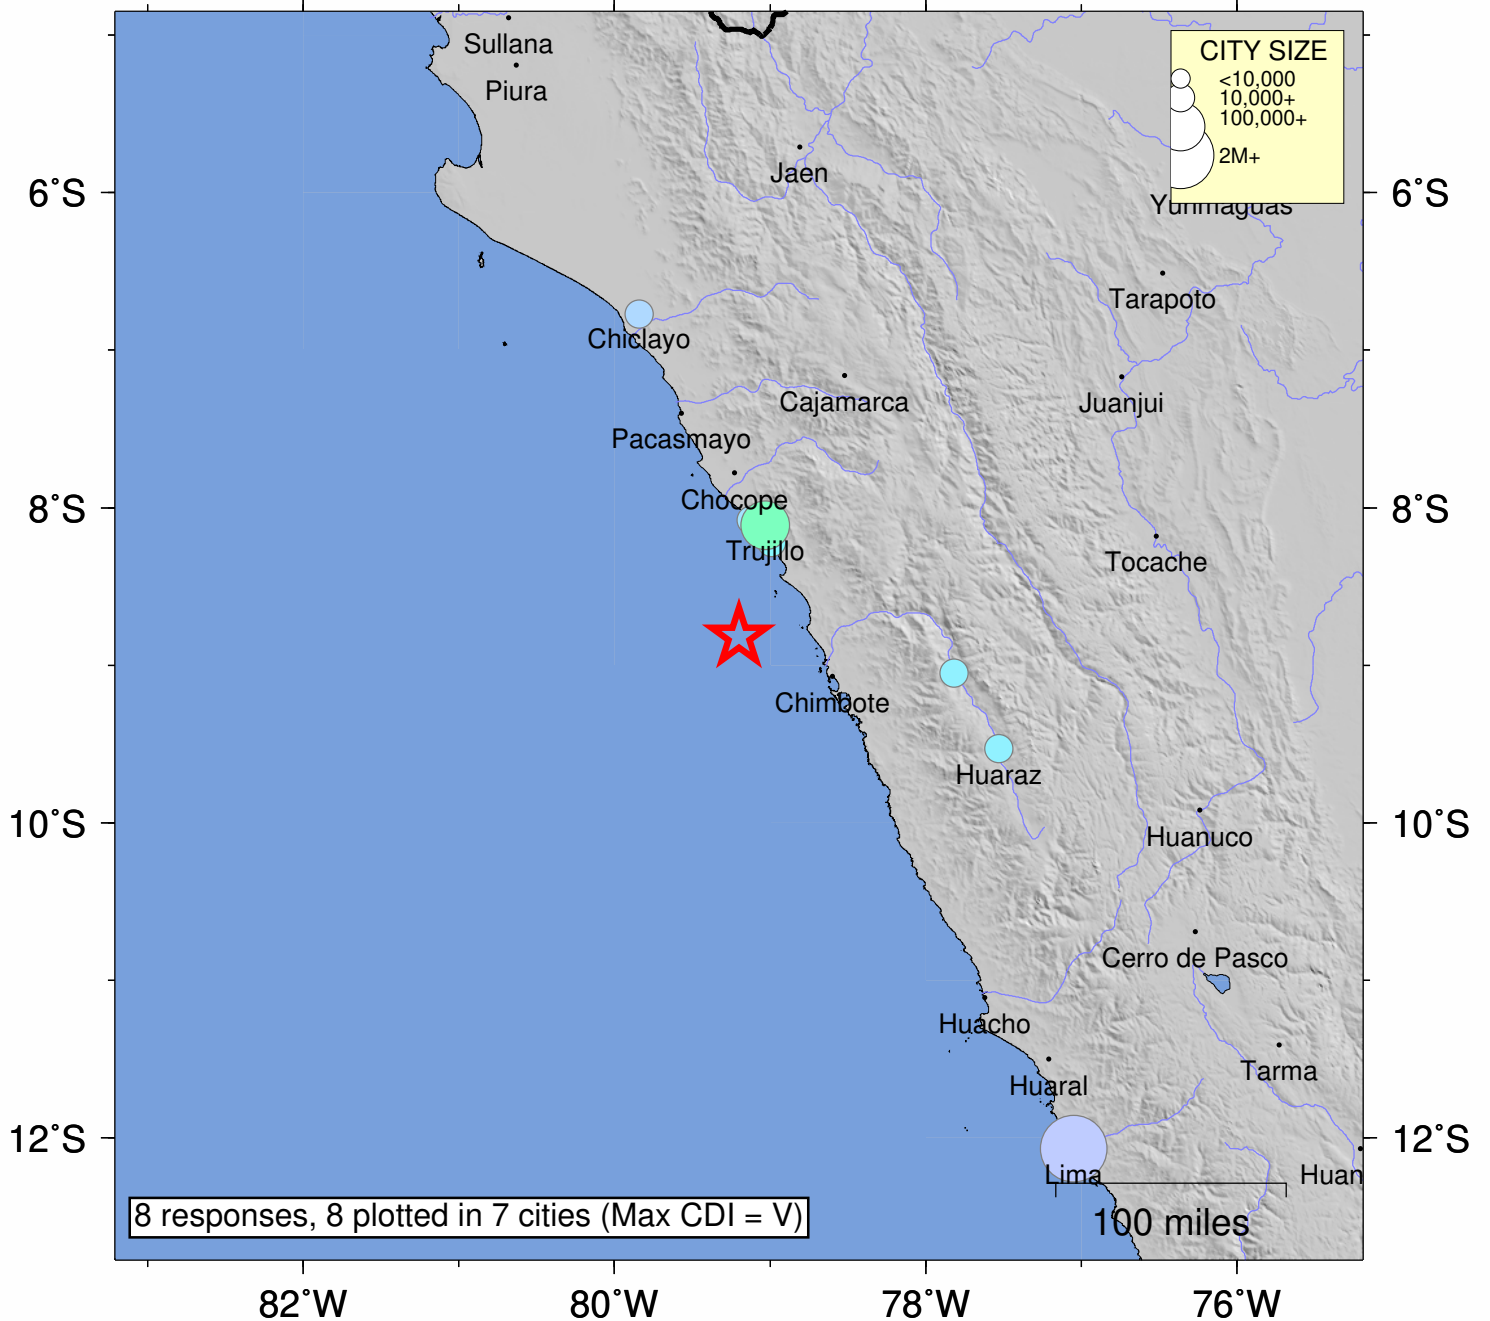 Sullana
Piura
CITY SIZE
<10,000
10,000+
100,000+
2M+
Jaen
6°S
6°S
Yurimaguas
Tarapoto
Chiclayo
Cajamarca
Juanjui
Pacasmayo
Chocope
8°S
8°S
Trujillo
Tocache
Chimbote
Huaraz
10°S
10°S
Huanuco
Cerro de Pasco
Huacho
Tarma
Huaral
12°S
12°S
Lima
Huan
8 responses, 8 plotted in 7 cities (Max CDI = V)
100 miles
82°W
80°W
78°W
76°W